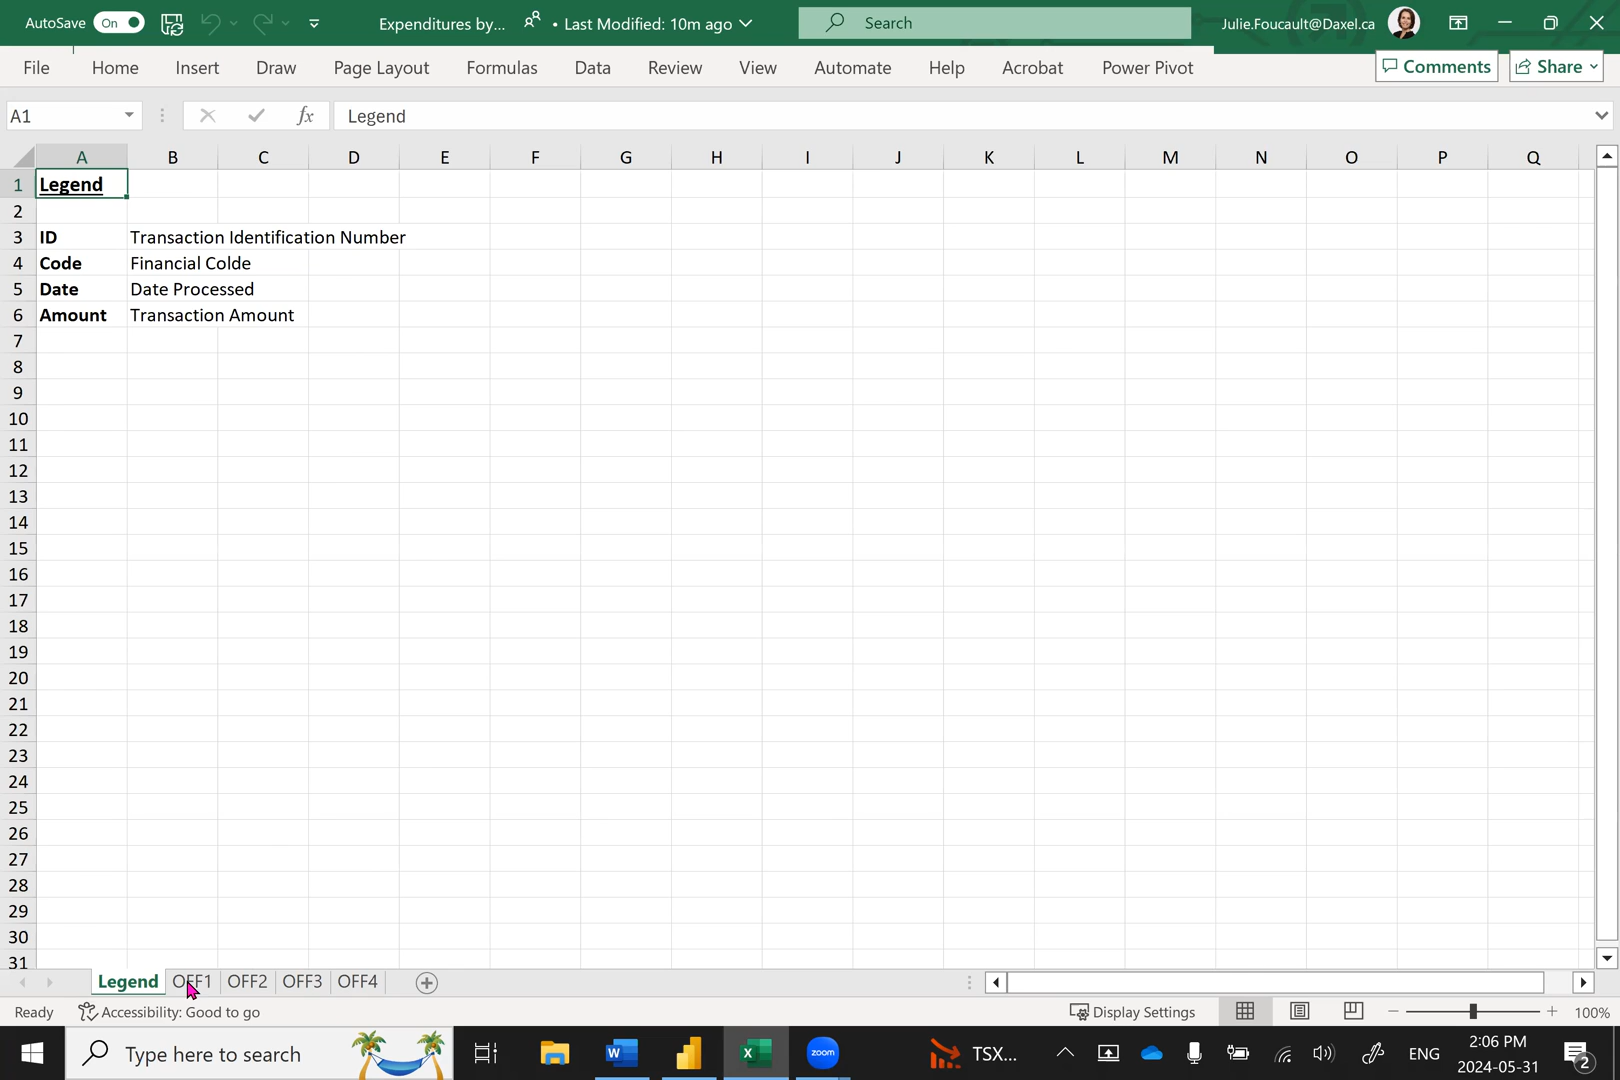 AutoSave On Expenditures by... • Last Modified: 10m ago Search Julie.Foucault@Daxel.ca
File Home Insert Draw Page Layout Formulas Data Review View Automate Help Acrobat Power Pivot Comments Share
A1 fx Legend
A B C D E F G H I J K L M N O P Q
1 Legend
2
3 ID Transaction Identification Number
4 Code Financial Colde
5 Date Date Processed
6 Amount Transaction Amount
7
8
9
10
11
12
13
14
15
16
17
18
19
20
21
22
23
24
25
26
27
28
29
30
31
Legend OFF1 OFF2 OFF3 OFF4
Ready Accessibility: Good to go Display Settings 100%
Type here to search W zoom TSX... ENG 2:06 PM
2024-05-31 2